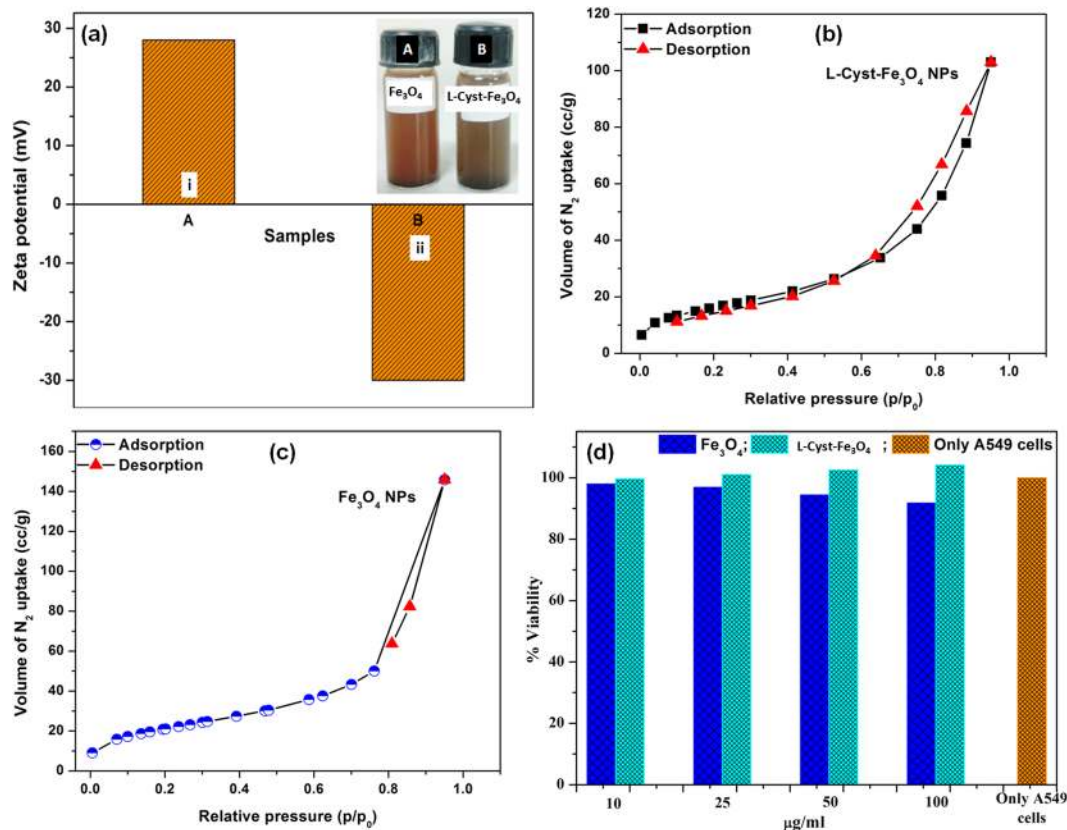 (a)
Zeta potential (mV)
30
20
10
0
-10
-20
-30
i
A
Samples
B
ii
A
Fe₃O₄
B
L-Cyst-Fe₃O₄
(b)
Adsorption
Desorption
L-Cyst-Fe₃O₄ NPs
Volume of N₂ uptake (cc/g)
120
100
80
60
40
20
0
0.0 0.2 0.4 0.6 0.8 1.0
Relative pressure (p/p₀)
(c)
Adsorption
Desorption
Fe₃O₄ NPs
Volume of N₂ uptake (cc/g)
160
140
120
100
80
60
40
20
0
0.0 0.2 0.4 0.6 0.8 1.0
Relative pressure (p/p₀)
(d)
Fe₃O₄; L-Cyst-Fe₃O₄ ; Only A549 cells
% Viability
100
80
60
40
20
0
10 25 50 100 Only A549 cells
µg/ml